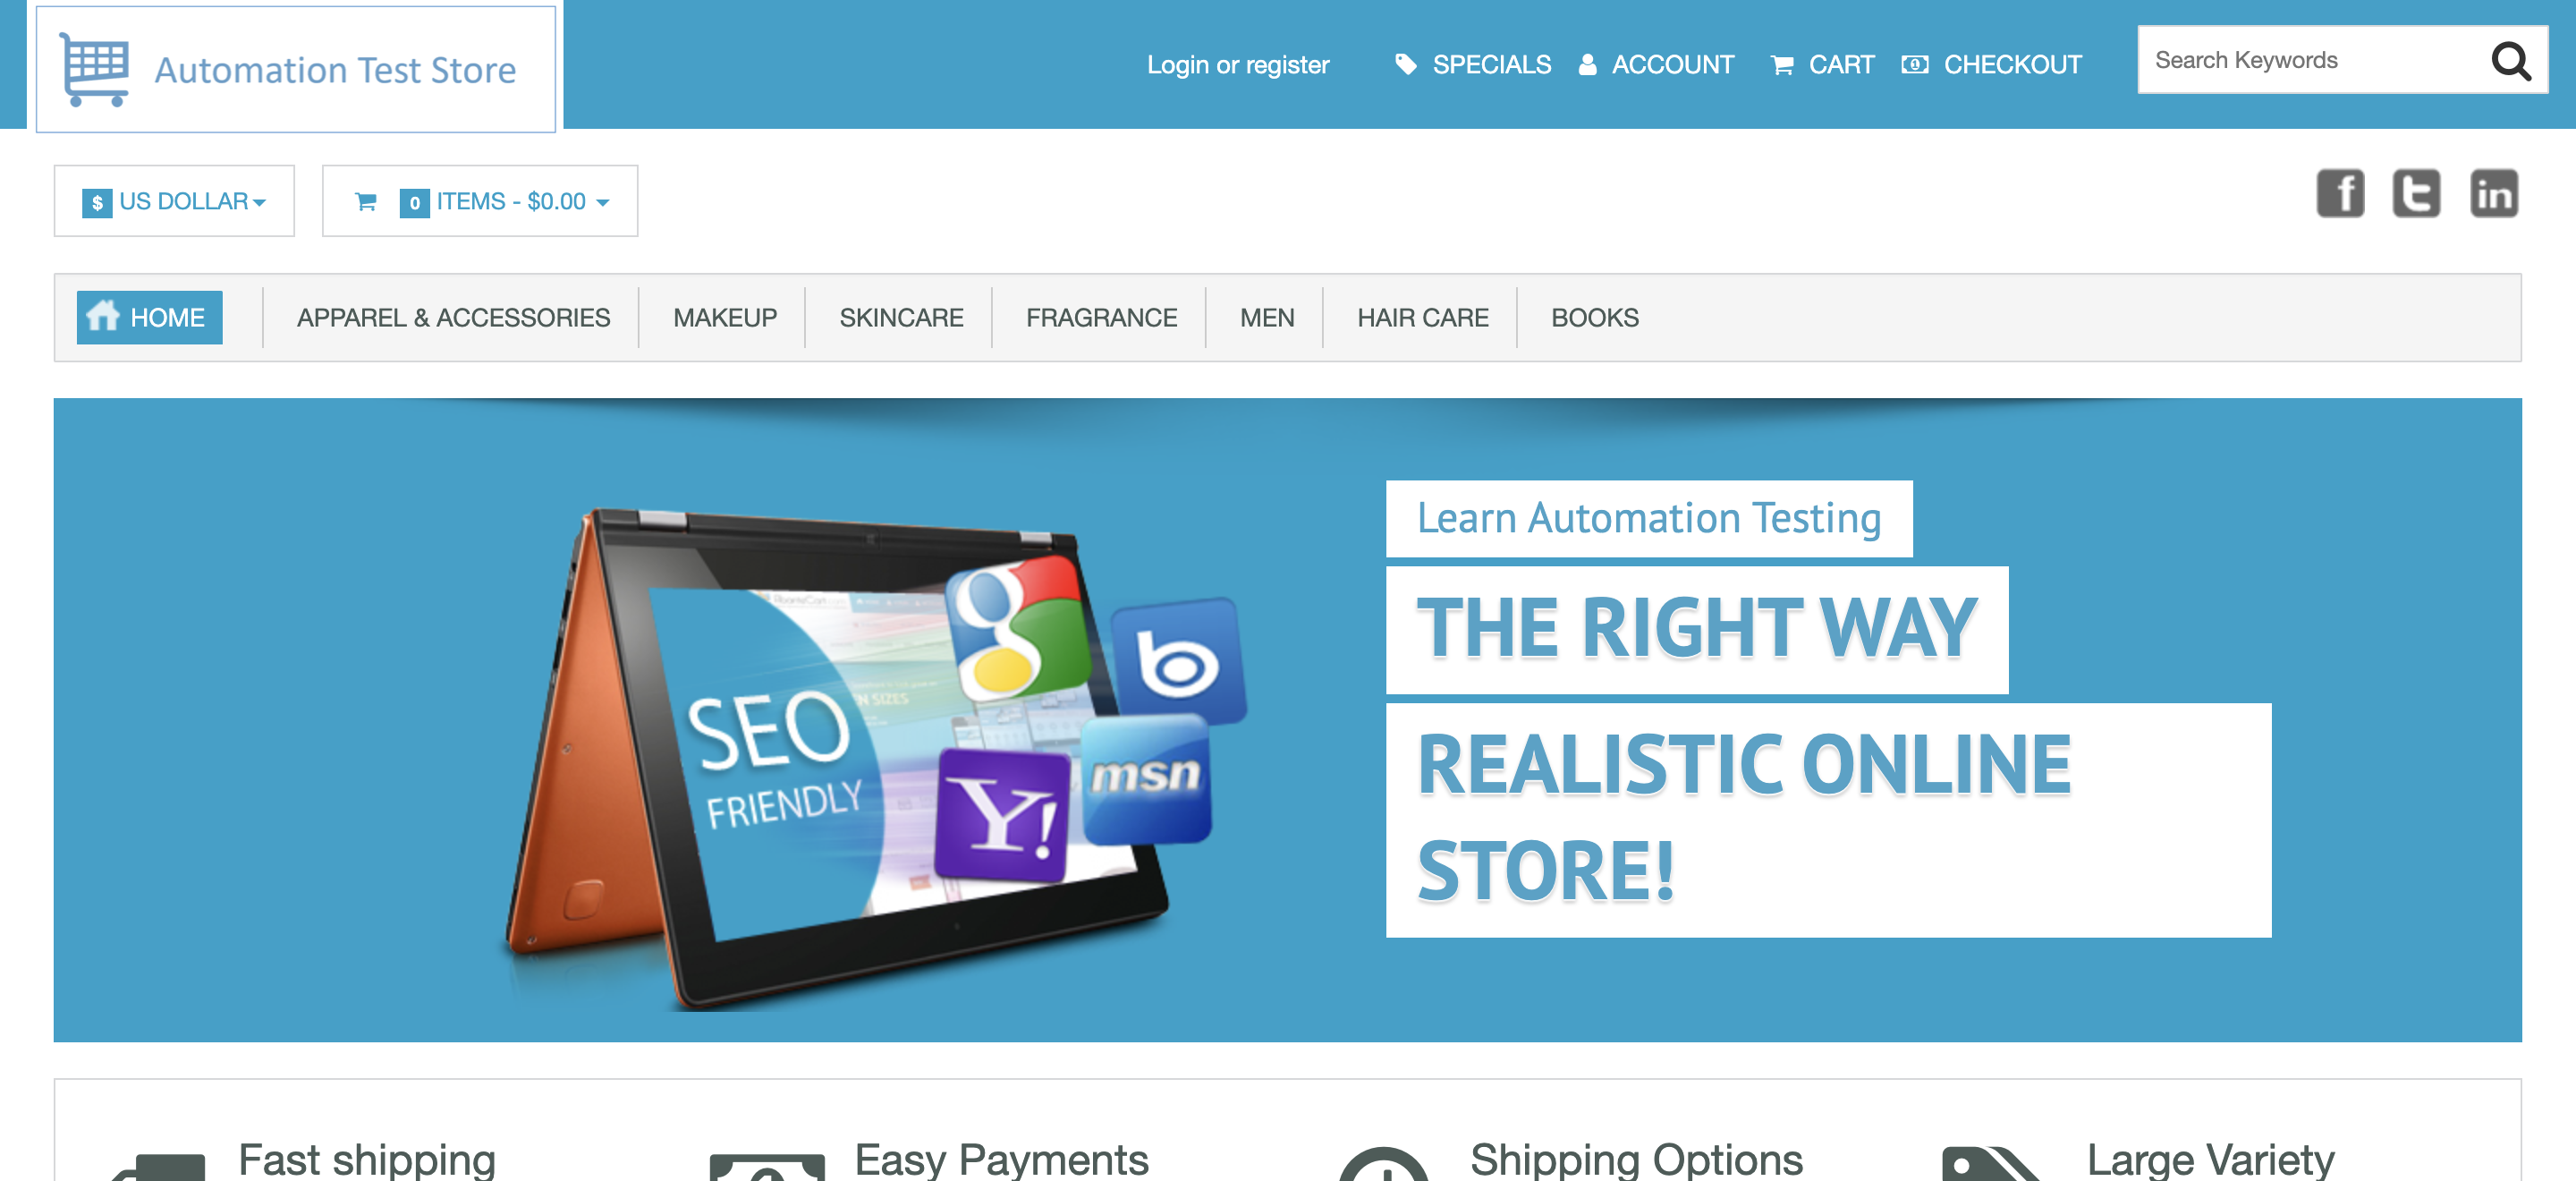 Automation Test Store
Login or register SPECIALS ACCOUNT CART CHECKOUT Search Keywords
$ US DOLLAR 0 ITEMS - $0.00
f t in
HOME APPAREL & ACCESSORIES MAKEUP SKINCARE FRAGRANCE MEN HAIR CARE BOOKS
Learn Automation Testing
THE RIGHT WAY
REALISTIC ONLINE
STORE!
g
b
N SIZES
SEO
FRIENDLY
msn
Y!
Fast shipping Easy Payments Shipping Options Large Variety